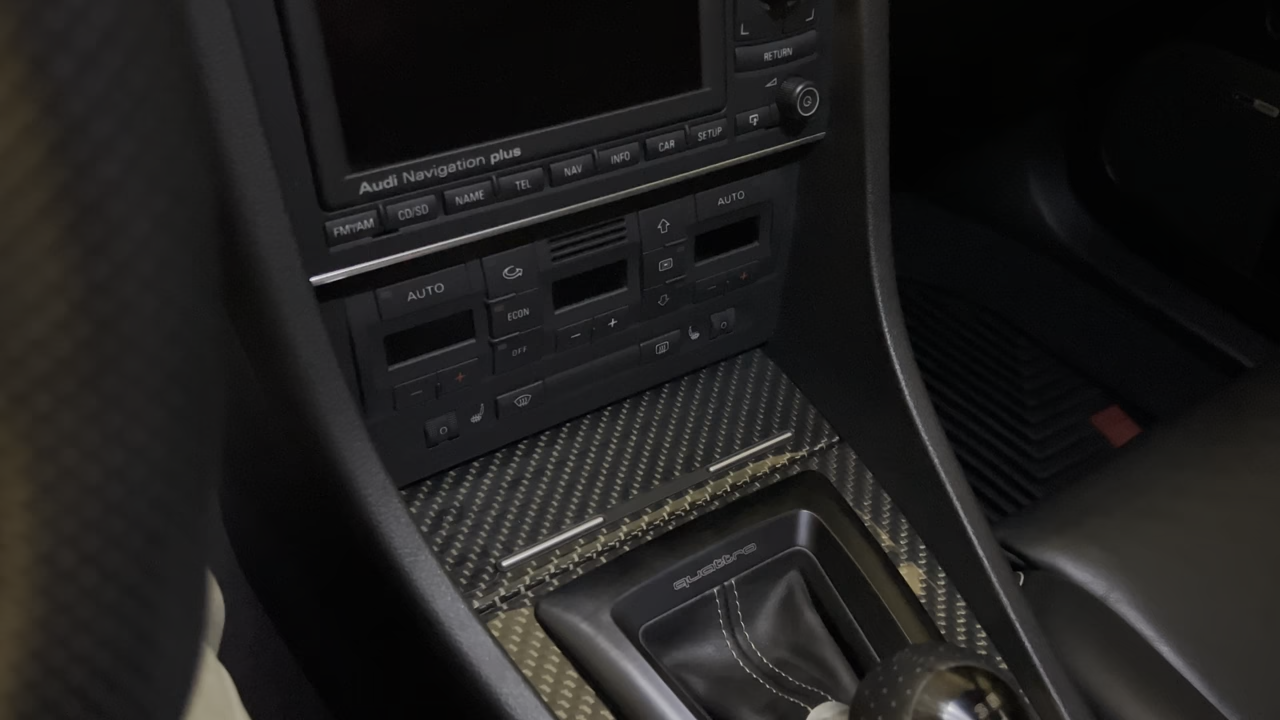 RETURN
Audi Navigation plus
FM/AM CD/SD NAME TEL NAV INFO CAR SETUP
AUTO
AUTO
ECON
OFF
quattro